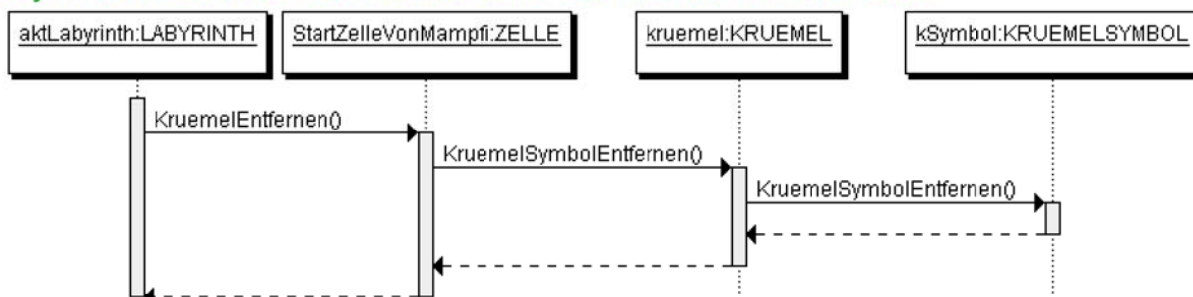 aktLabyrinth:LABYRINTH
StartZelleVonMampfi:ZELLE
kruemel:KRUEMEL
kSymbol:KRUEMELSYMBOL
KruemelEntfernen()
KruemelSymbolEntfernen()
KruemelSymbolEntfernen()